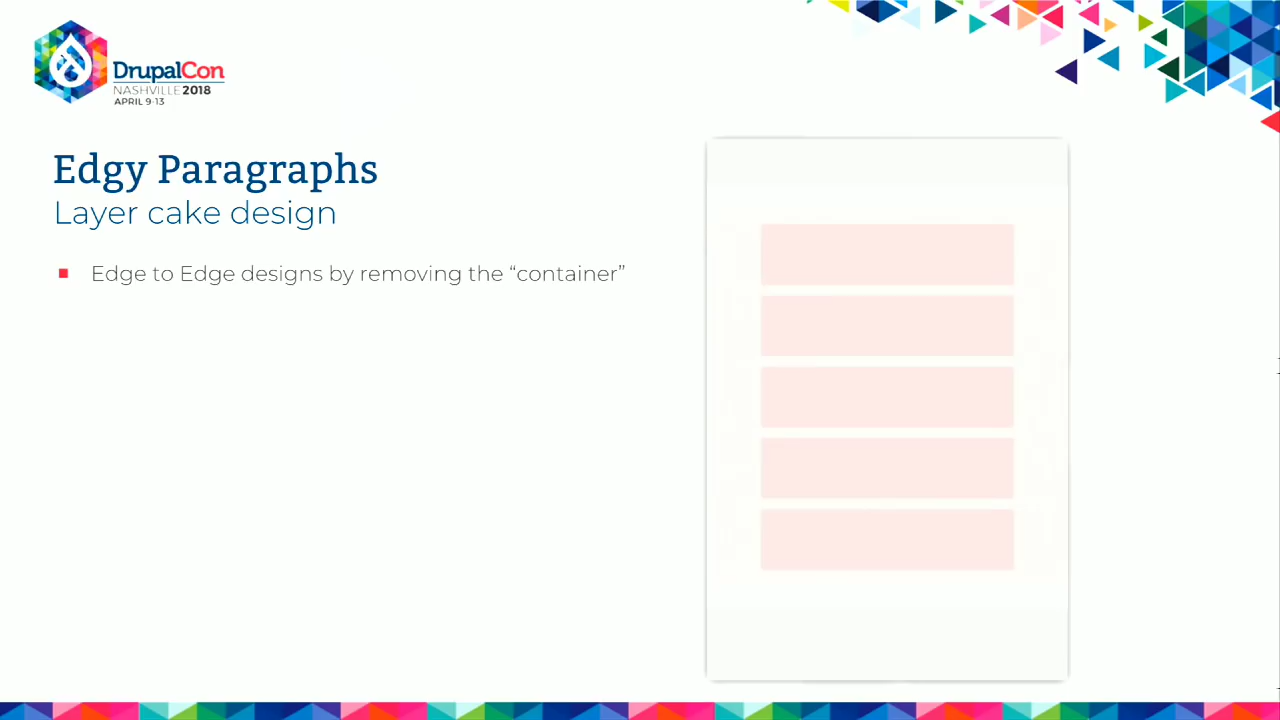 DrupalCon
NASHVILLE 2018
APRIL 9-13
Edgy Paragraphs
Layer cake design
Edge to Edge designs by removing the “container”